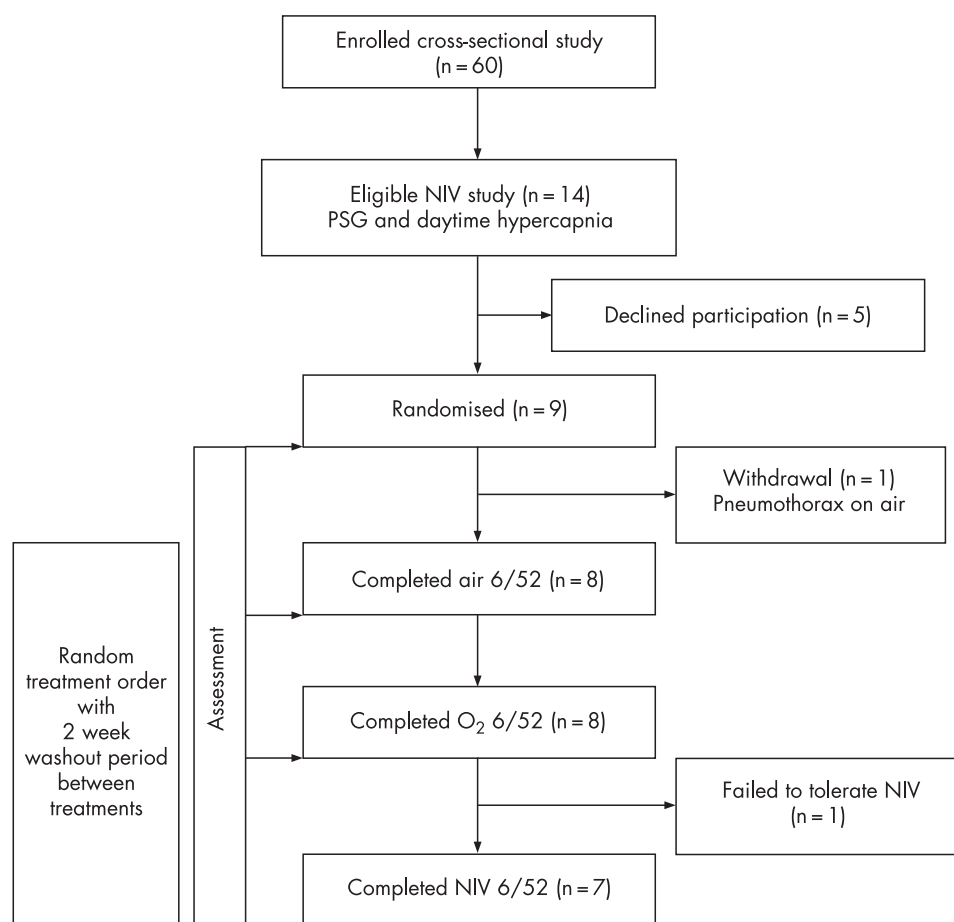 Enrolled cross-sectional study
(n = 60)
Eligible NIV study (n = 14)
PSG and daytime hypercapnia
Declined participation (n = 5)
Randomised (n = 9)
Withdrawal (n = 1)
Pneumothorax on air
Completed air 6/52 (n = 8)
Random
treatment order
with
2 week
washout period
between
treatments
Assessment
Completed O₂ 6/52 (n = 8)
Failed to tolerate NIV
(n = 1)
Completed NIV 6/52 (n = 7)